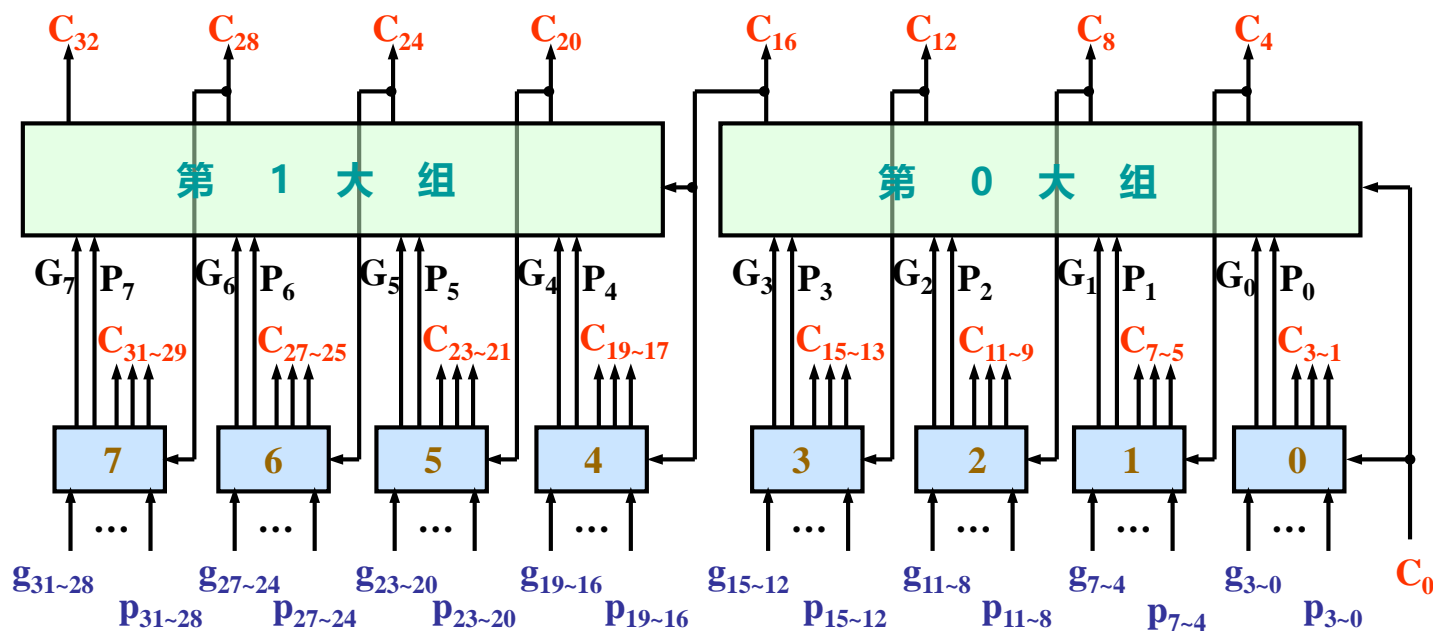 C32 C28 C24 C20 C16 C12 C8 C4
第 1 大 组 第 0 大 组
G7 P7 G6 P6 G5 P5 G4 P4 G3 P3 G2 P2 G1 P1 G0 P0
C31~29 C27~25 C23~21 C19~17 C15~13 C11~9 C7~5 C3~1
7 6 5 4 3 2 1 0
... ... ... ... ... ... ... ...
g31~28 g27~24 g23~20 g19~16 g15~12 g11~8 g7~4 g3~0 C0
p31~28 p27~24 p23~20 p19~16 p15~12 p11~8 p7~4 p3~0